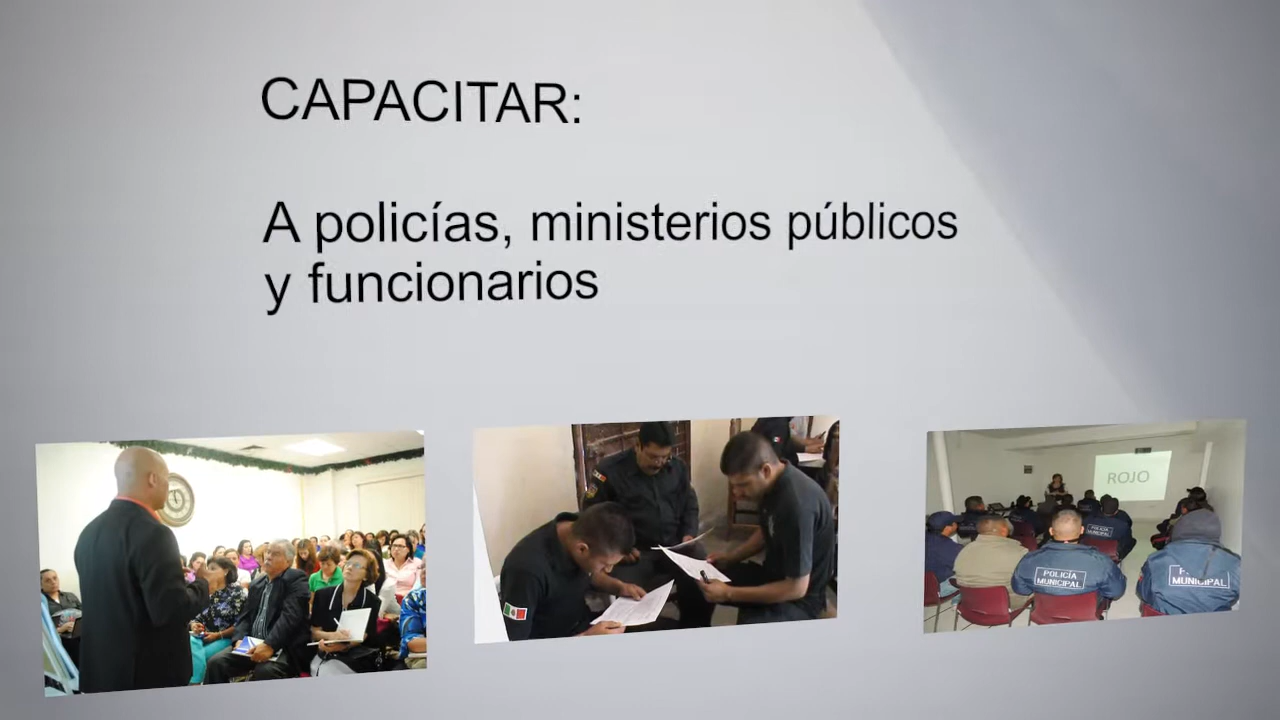 CAPACITAR:
A policías, ministerios públicos
y funcionarios
ROJO
POLICÍA
MUNICIPAL
MUNICIPAL